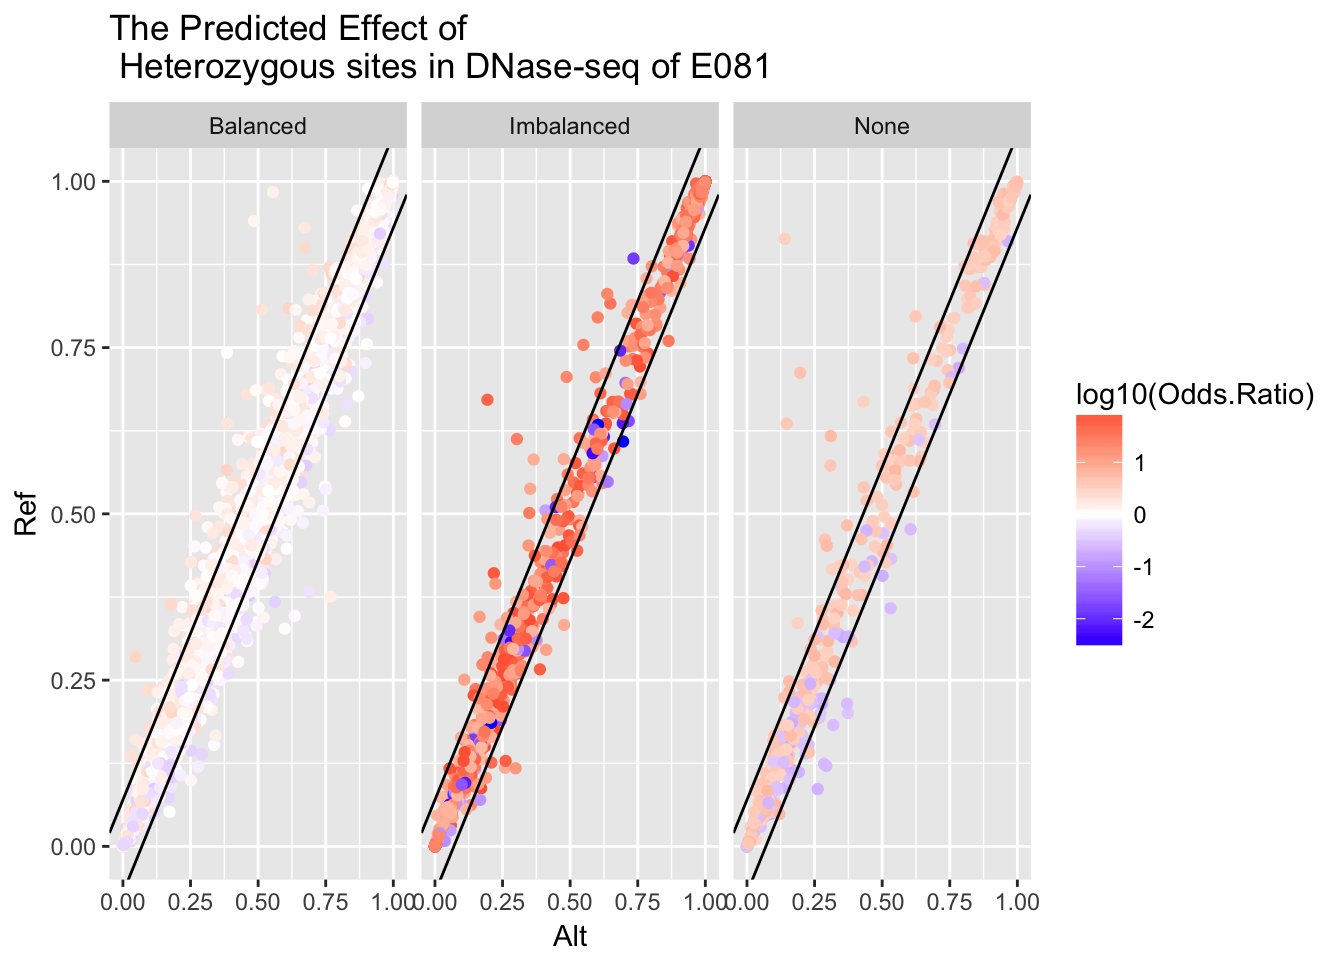 The Predicted Effect of
Heterozygous sites in DNase-seq of E081
Balanced
Imbalanced
None
Ref
1.00
0.75
0.50
0.25
0.00
0.00 0.25 0.50 0.75 1.00
0.00 0.25 0.50 0.75 1.00
0.00 0.25 0.50 0.75 1.00
Alt
log10(Odds.Ratio)
1
0
-1
-2